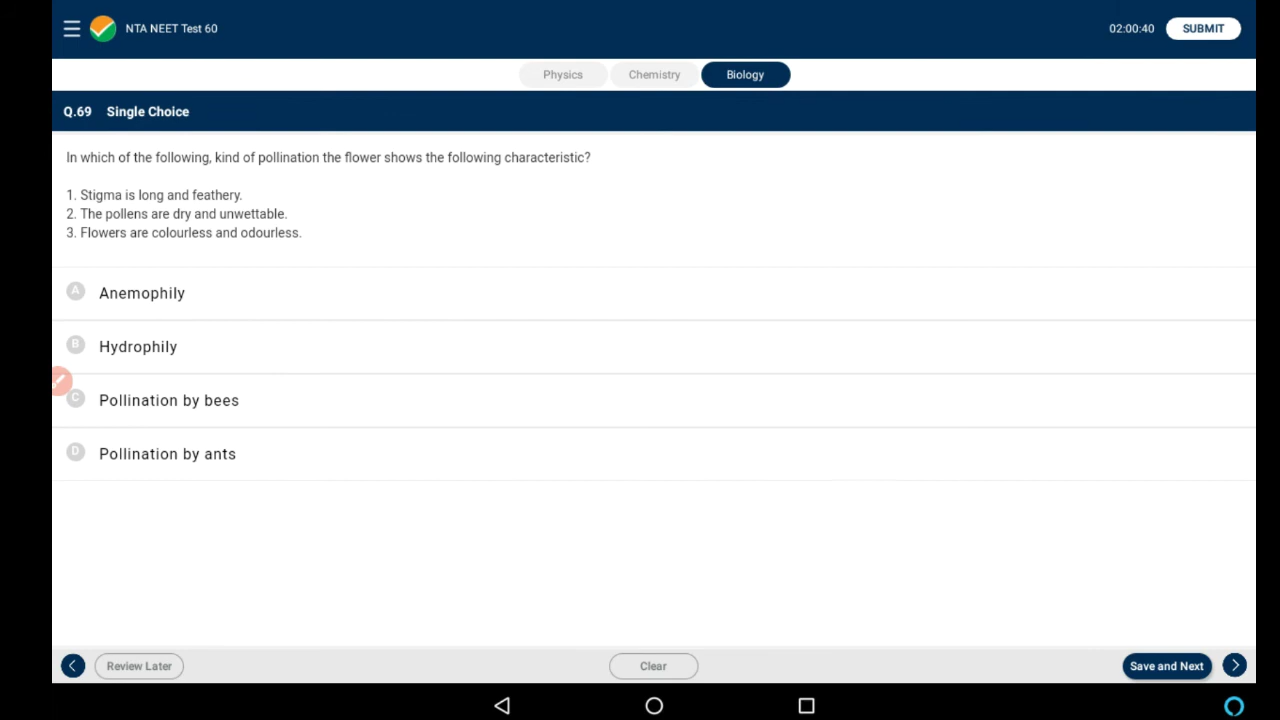 NTA NEET Test 60
02:00:40
SUBMIT
Physics
Chemistry
Biology
Q.69 Single Choice
In which of the following, kind of pollination the flower shows the following characteristic?
1. Stigma is long and feathery.
2. The pollens are dry and unwettable.
3. Flowers are colourless and odourless.
A Anemophily
B Hydrophily
C Pollination by bees
D Pollination by ants
Review Later
Clear
Save and Next